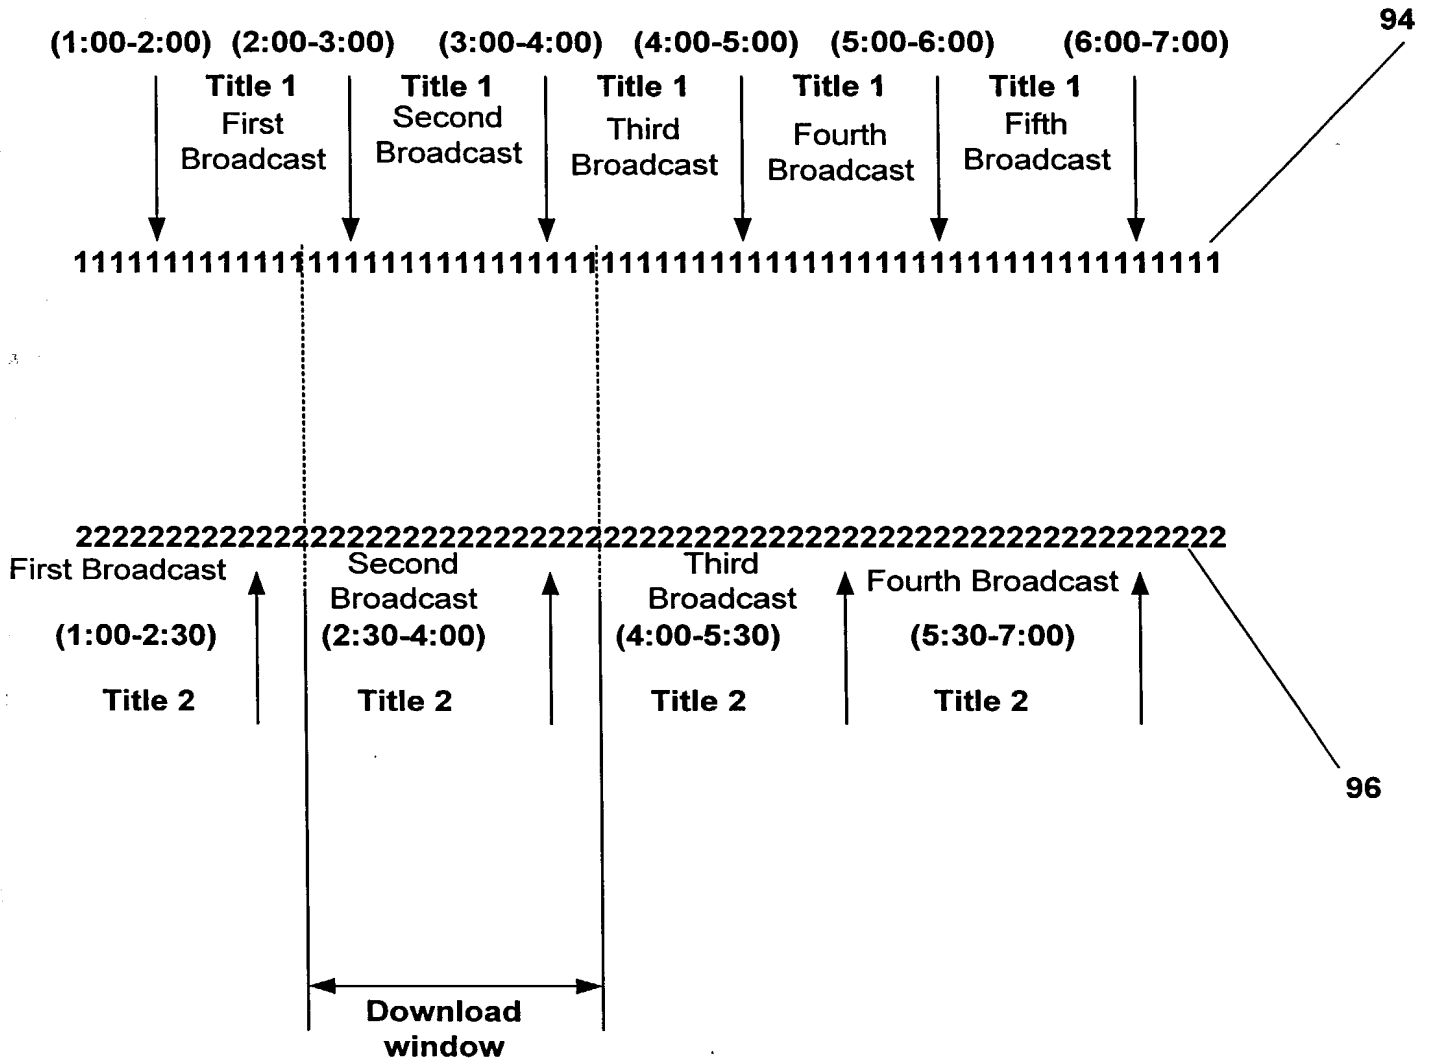 94
(1:00-2:00) (2:00-3:00) (3:00-4:00) (4:00-5:00) (5:00-6:00) (6:00-7:00)
Title 1 Title 1 Title 1 Title 1 Title 1
First Second Third Fourth Fifth
Broadcast Broadcast Broadcast Broadcast Broadcast
111111111111111111111111111111111111111111111111111111111111111
222222222222222222222222222222222222222222222222222222222222222
First Broadcast Second Third Fourth Broadcast
Broadcast Broadcast
(1:00-2:30) (2:30-4:00) (4:00-5:30) (5:30-7:00)
Title 2 Title 2 Title 2 Title 2
96
Download
window